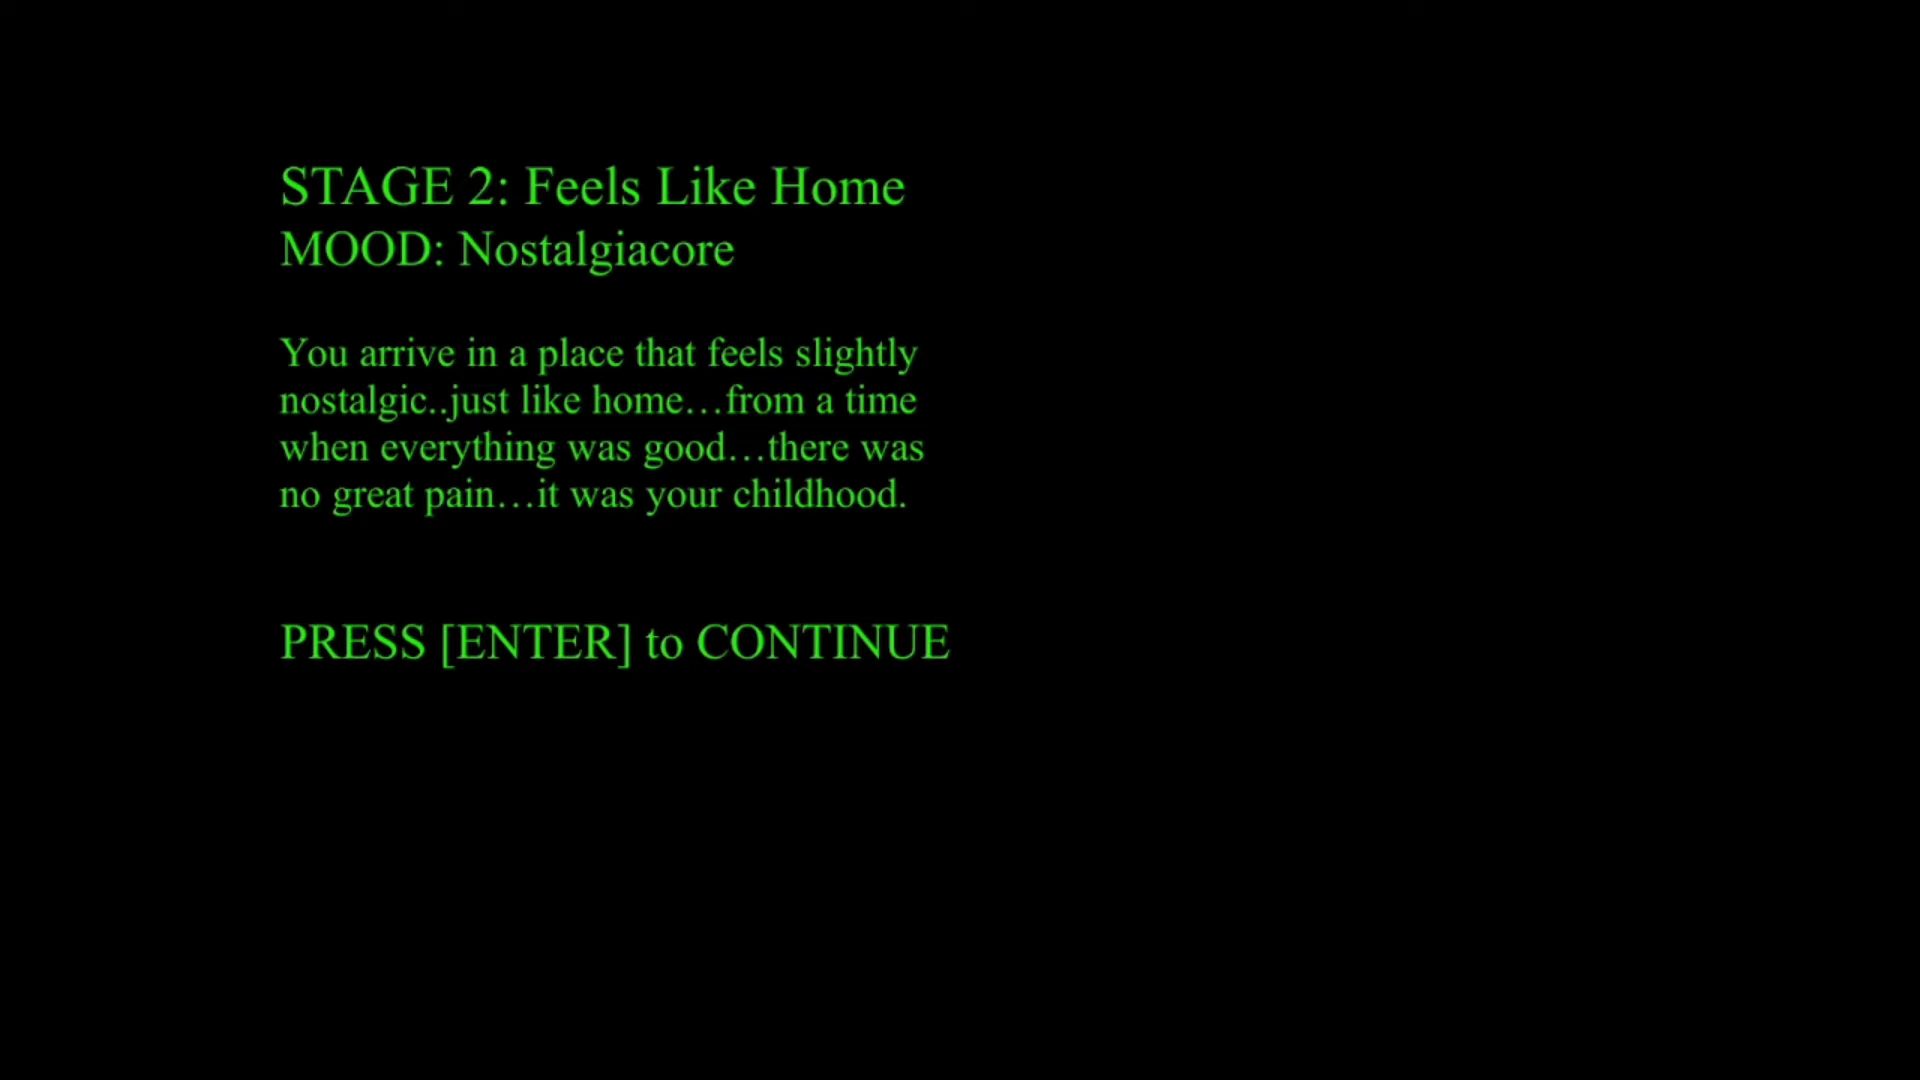 STAGE 2: Feels Like Home
MOOD: Nostalgiacore
You arrive in a place that feels slightly
nostalgic..just like home…from a time
when everything was good…there was
no great pain…it was your childhood.
PRESS [ENTER] to CONTINUE